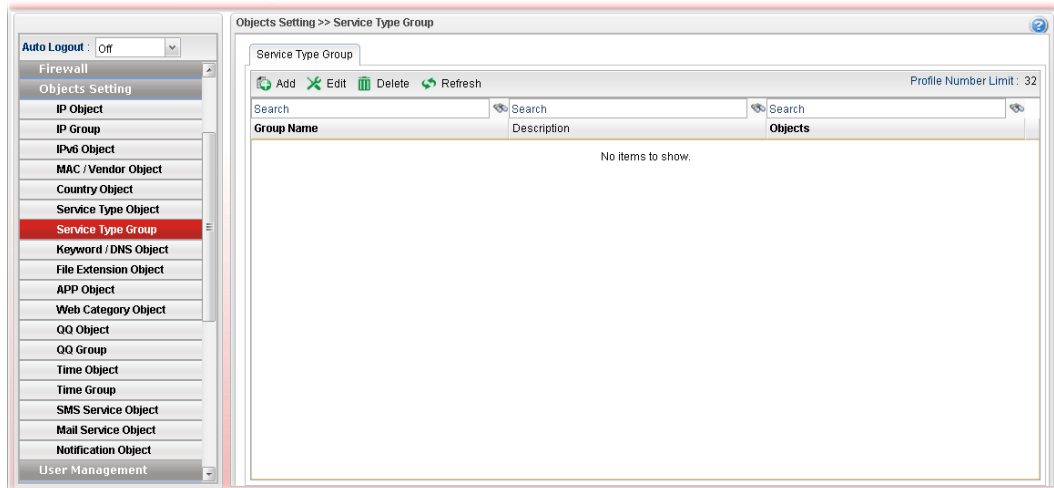 Objects Setting >> Service Type Group
Auto Logout : Off
Firewall
Objects Setting
IP Object
IP Group
IPv6 Object
MAC / Vendor Object
Country Object
Service Type Object
Service Type Group
Keyword / DNS Object
File Extension Object
APP Object
Web Category Object
QQ Object
QQ Group
Time Object
Time Group
SMS Service Object
Mail Service Object
Notification Object
User Management
Service Type Group
Add Edit Delete Refresh Profile Number Limit : 32
Search Search Search
Group Name Description Objects
No items to show.